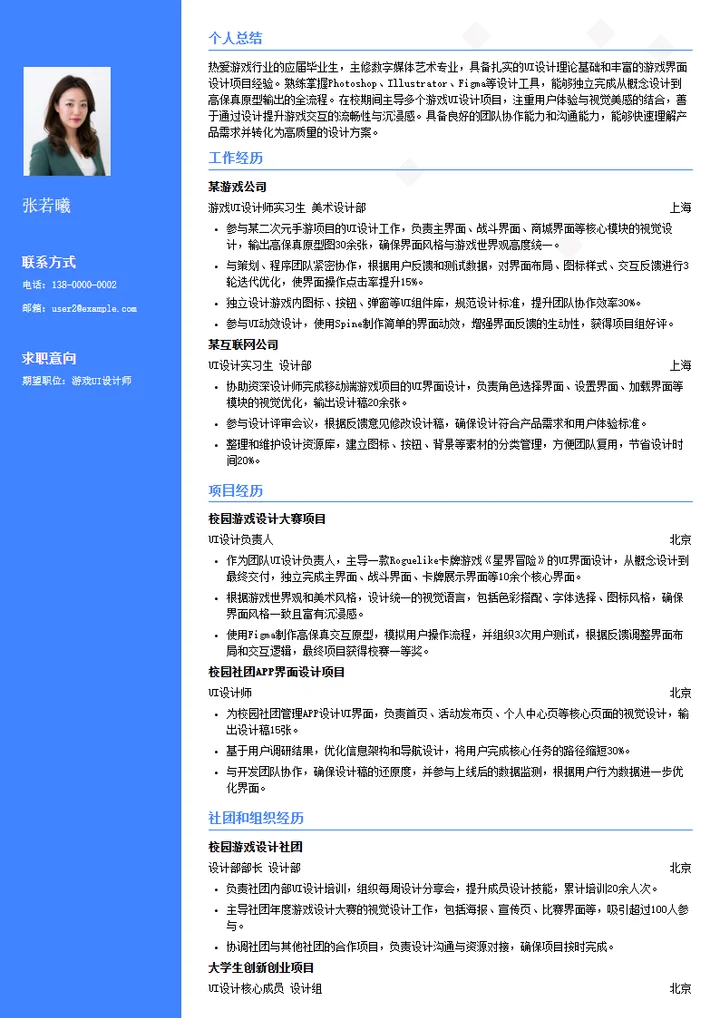 张若曦
联系方式
电话：138-0000-0002
邮箱：user2@example.com
求职意向
期望职位：游戏UI设计师
个人总结
热爱游戏行业的应届毕业生，主修数字媒体艺术专业，具备扎实的UI设计理论基础和丰富的游戏界面
设计项目经验。熟练掌握Photoshop、Illustrator、Figma等设计工具，能够独立完成从概念设计到
高保真原型输出的全流程。在校期间主导多个游戏UI设计项目，注重用户体验与视觉美感的结合，善
于通过设计提升游戏交互的流畅性与沉浸感。具备良好的团队协作能力和沟通能力，能够快速理解产
品需求并转化为高质量的设计方案。
工作经历
某游戏公司
游戏UI设计师实习生 美术设计部 上海
• 参与某二次元手游项目的UI设计工作，负责主界面、战斗界面、商城界面等核心模块的视觉设
计，输出高保真原型图30余张，确保界面风格与游戏世界观高度统一。
• 与策划、程序团队紧密协作，根据用户反馈和测试数据，对界面布局、图标样式、交互反馈进行3
轮迭代优化，使界面操作点击率提升15%。
• 独立设计游戏内图标、按钮、弹窗等UI组件库，规范设计标准，提升团队协作效率30%。
• 参与UI动效设计，使用Spine制作简单的界面动效，增强界面反馈的生动性，获得项目组好评。
某互联网公司
UI设计实习生 设计部 上海
• 协助资深设计师完成移动端游戏项目的UI界面设计，负责角色选择界面、设置界面、加载界面等
模块的视觉优化，输出设计稿20余张。
• 参与设计评审会议，根据反馈意见修改设计稿，确保设计符合产品需求和用户体验标准。
• 整理和维护设计资源库，建立图标、按钮、背景等素材的分类管理，方便团队复用，节省设计时
间20%。
项目经历
校园游戏设计大赛项目
UI设计负责人 北京
• 作为团队UI设计负责人，主导一款Roguelike卡牌游戏《星界冒险》的UI界面设计，从概念设计到
最终交付，独立完成主界面、战斗界面、卡牌展示界面等10余个核心界面。
• 根据游戏世界观和美术风格，设计统一的视觉语言，包括色彩搭配、字体选择、图标风格，确保
界面风格一致且富有沉浸感。
• 使用Figma制作高保真交互原型，模拟用户操作流程，并组织3次用户测试，根据反馈调整界面布
局和交互逻辑，最终项目获得校赛一等奖。
校园社团APP界面设计项目
UI设计师 北京
• 为校园社团管理APP设计UI界面，负责首页、活动发布页、个人中心页等核心页面的视觉设计，输
出设计稿15张。
• 基于用户调研结果，优化信息架构和导航设计，将用户完成核心任务的路径缩短30%。
• 与开发团队协作，确保设计稿的还原度，并参与上线后的数据监测，根据用户行为数据进一步优
化界面。
社团和组织经历
校园游戏设计社团
设计部部长 设计部 北京
• 负责社团内部UI设计培训，组织每周设计分享会，提升成员设计技能，累计培训20余人次。
• 主导社团年度游戏设计大赛的视觉设计工作，包括海报、宣传页、比赛界面等，吸引超过100人参
与。
• 协调社团与其他社团的合作项目，负责设计沟通与资源对接，确保项目按时完成。
大学生创新创业项目
UI设计核心成员 设计组 北京